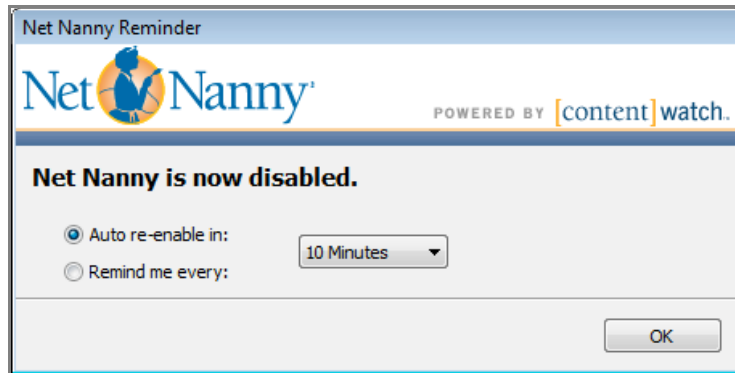 Net Nanny Reminder
Net Nanny
POWERED BY [content] watch.
Net Nanny is now disabled.
Auto re-enable in:
10 Minutes
Remind me every:
OK